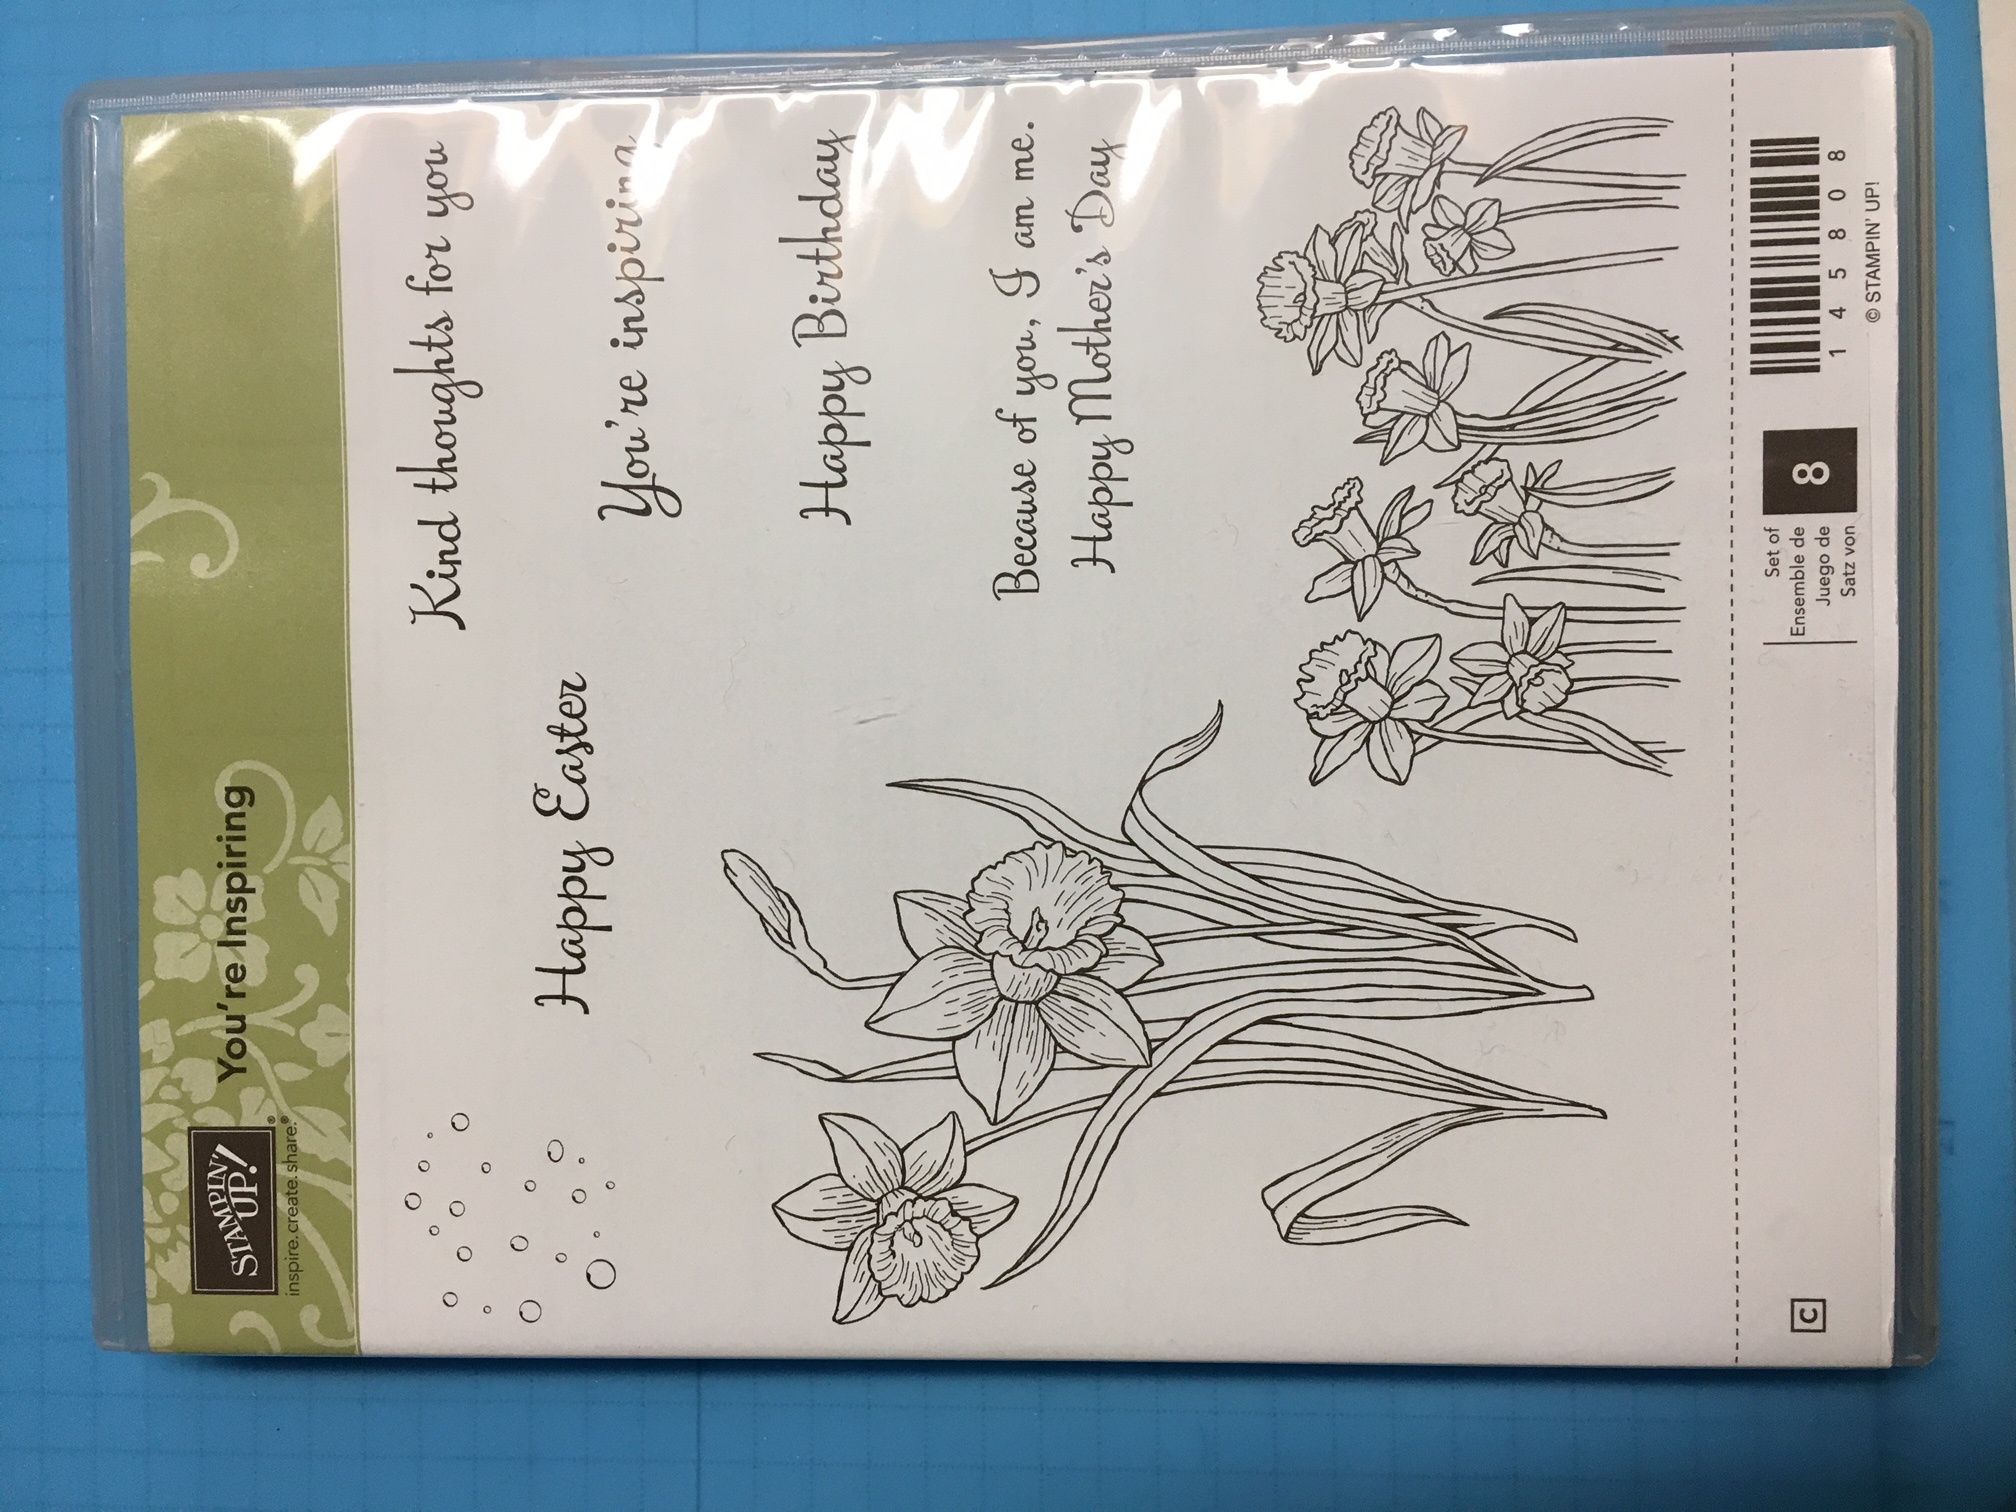 You're Inspiring
STAMPIN' UP!®
inspire. create. share.®
Kind thoughts for you
Happy Easter
You're inspiring
Happy Birthday
Because of you, I am me.
Happy Mother's Day
C
Set of
Ensemble de
Juego de
Satz von
8
1 4 5 8 0 8
© STAMPIN' UP!